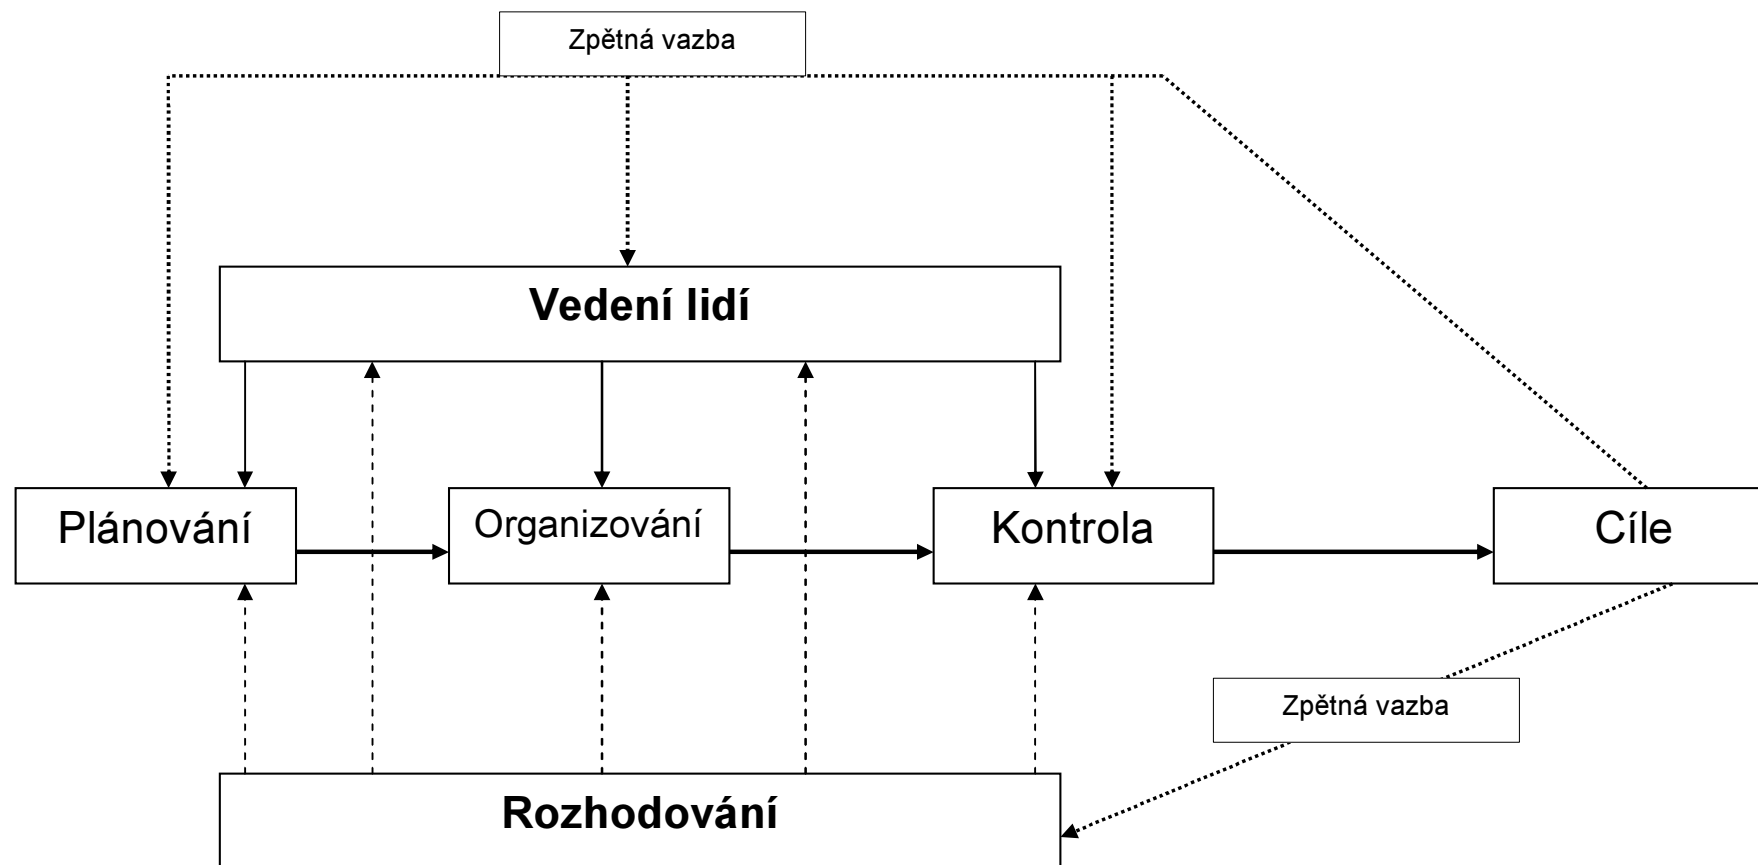 Zpětná vazba
Vedení lidí
Plánování
Organizování
Kontrola
Cíle
Zpětná vazba
Rozhodování